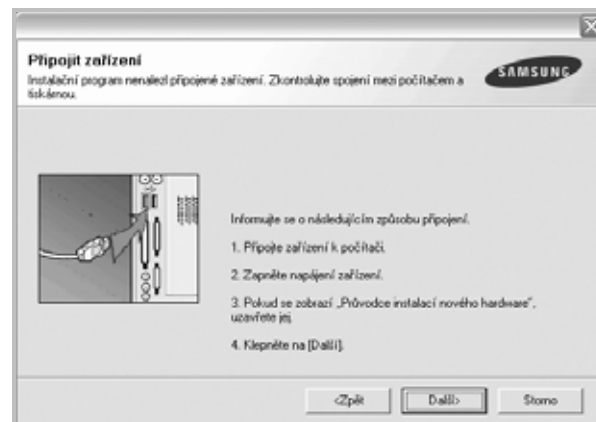 Připojit zařízení
Instalační program nenalezl připojené zařízení. Zkontrolujte spojení mezi počítačem a
tiskárnou.
SAMSUNG
Informujte se o následujícím způsobu připojení.
1. Připojte zařízení k počítači.
2. Zapněte napájení zařízení.
3. Pokud se zobrazí „Průvodce instalací nového hardware",
uzavřete jej.
4. Klepněte na [Další].
<Zpět
Další>
Storno